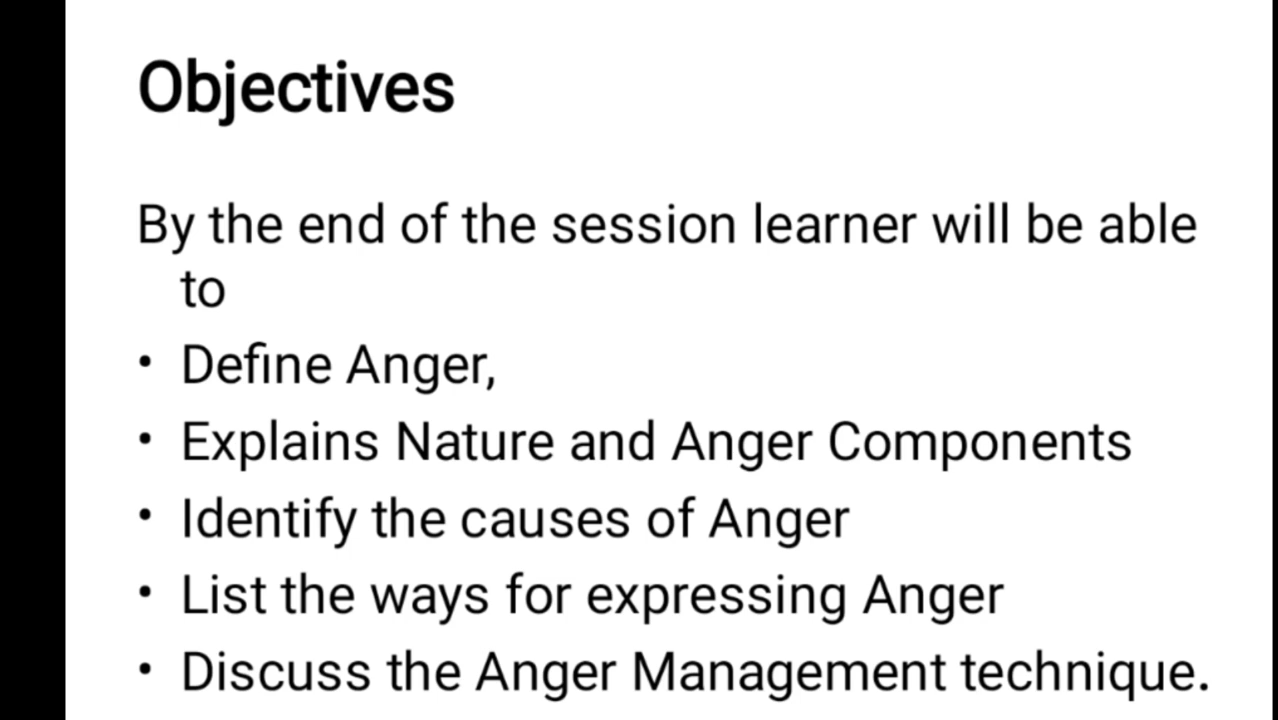 Objectives
By the end of the session learner will be able
to
• Define Anger,
• Explains Nature and Anger Components
• Identify the causes of Anger
• List the ways for expressing Anger
• Discuss the Anger Management technique.